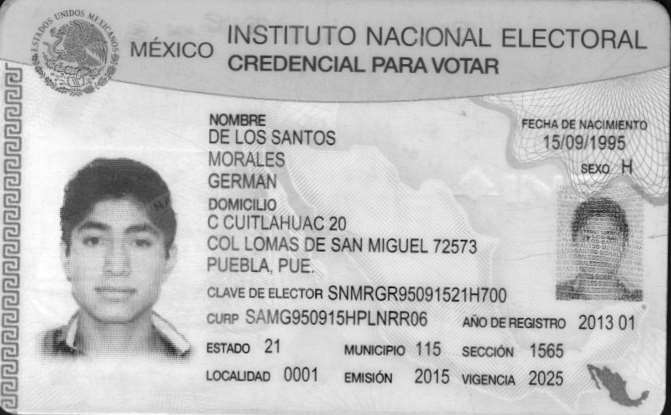 ESTADOS UNIDOS MEXICANOS
MÉXICO
INSTITUTO NACIONAL ELECTORAL
CREDENCIAL PARA VOTAR
NOMBRE
DE LOS SANTOS
MORALES
GERMAN
FECHA DE NACIMIENTO
15/09/1995
SEXO H
DOMICILIO
C CUITLAHUAC 20
COL LOMAS DE SAN MIGUEL 72573
PUEBLA, PUE.
CLAVE DE ELECTOR SNMRGR95091521H700
CURP SAMG950915HPLNRR06 AÑO DE REGISTRO 2013 01
ESTADO 21 MUNICIPIO 115 SECCIÓN 1565
LOCALIDAD 0001 EMISIÓN 2015 VIGENCIA 2025